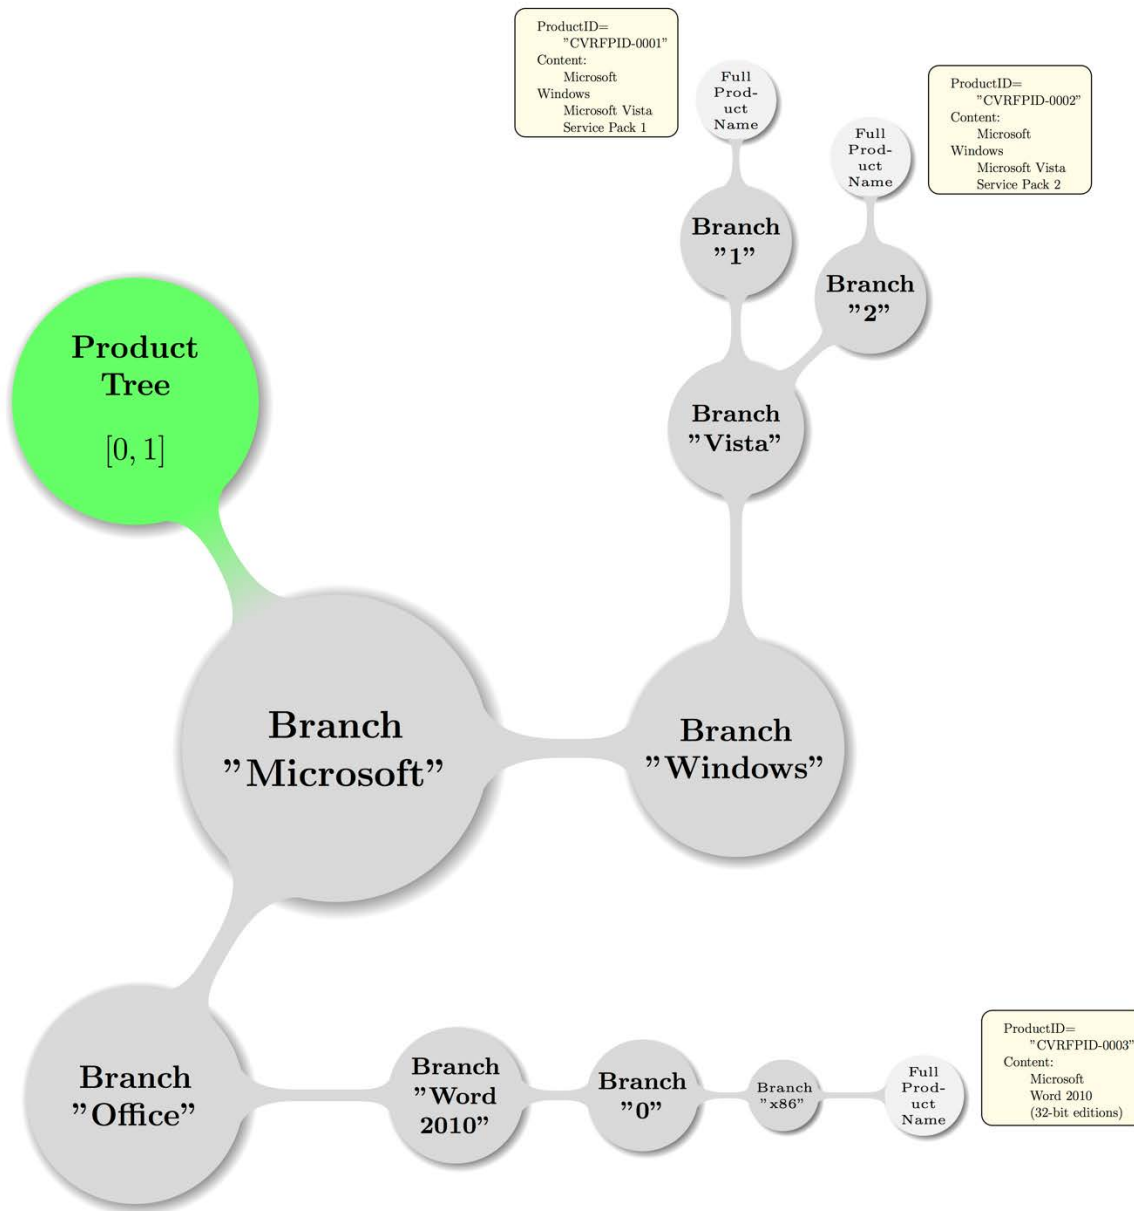 ProductID=
"CVRFPID-0001"
Content:
Microsoft
Windows
Microsoft Vista
Service Pack 1
Full
Prod-
uct
Name
ProductID=
"CVRFPID-0002"
Content:
Microsoft
Windows
Microsoft Vista
Service Pack 2
Full
Prod-
uct
Name
Branch
"1"
Branch
"2"
Product
Tree
[0, 1]
Branch
"Vista"
Branch
"Microsoft"
Branch
"Windows"
Branch
"Office"
Branch
"Word
2010"
Branch
"0"
Branch
"x86"
Full
Prod-
uct
Name
ProductID=
"CVRFPID-0003"
Content:
Microsoft
Word 2010
(32-bit editions)